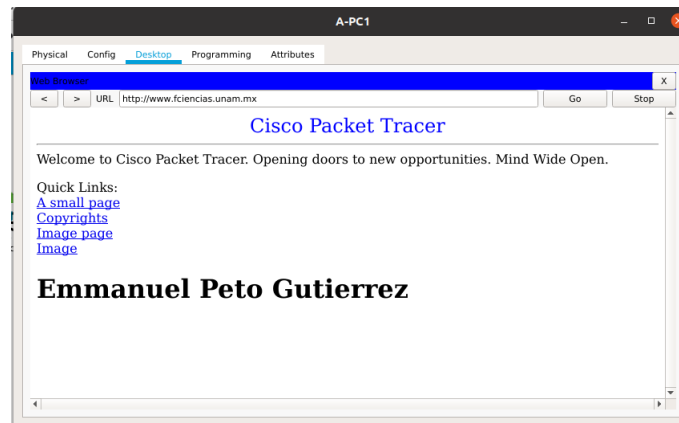 A-PC1
Physical Config Desktop Programming Attributes
Web Browser X
< > URL http://www.fciencias.unam.mx Go Stop
Cisco Packet Tracer
Welcome to Cisco Packet Tracer. Opening doors to new opportunities. Mind Wide Open.
Quick Links:
A small page
Copyrights
Image page
Image
Emmanuel Peto Gutierrez